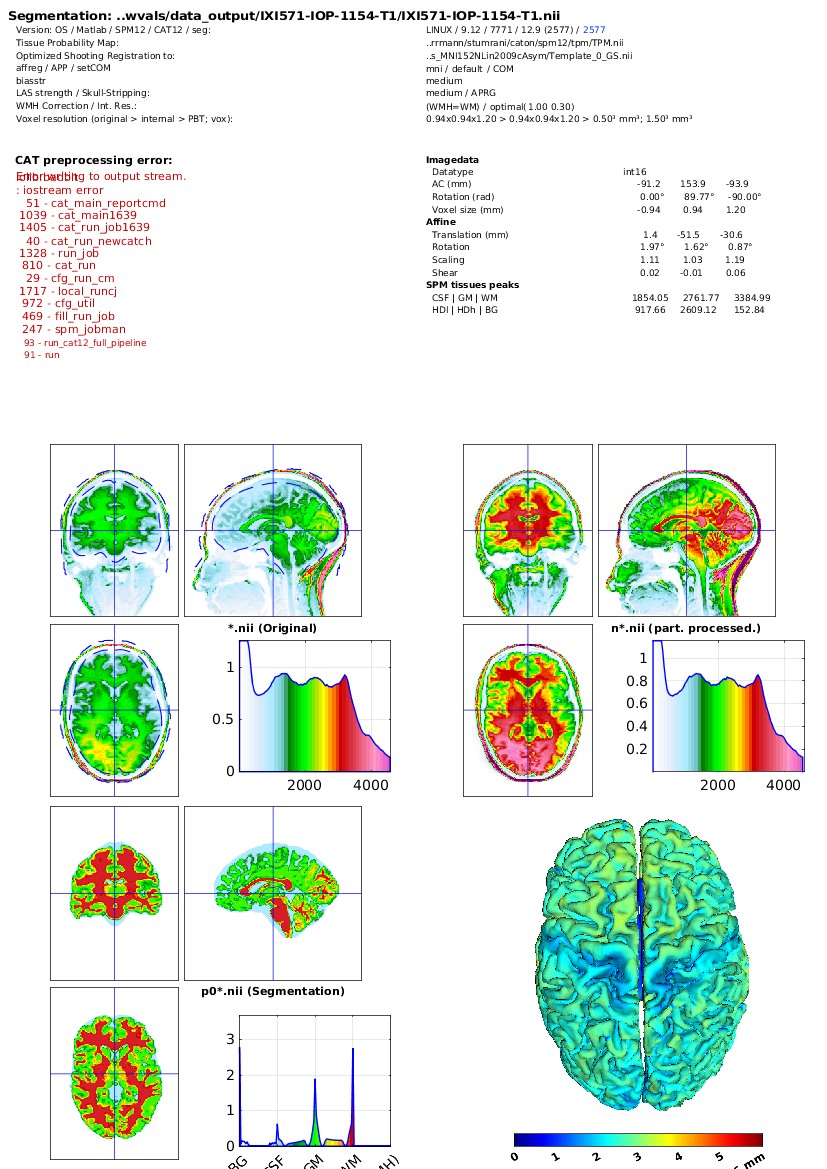 Segmentation: ..wvals/data_output/IXI571-IOP-1154-T1/IXI571-IOP-1154-T1.nii
Version: OS / Matlab / SPM12 / CAT12 / seg: LINUX / 9.12 / 7771 / 12.9 (2577) / 2577
Tissue Probability Map: ..rrmann/stumrani/caton/spm12/tpm/TPM.nii
Optimized Shooting Registration to: ..s_MNI152NLin2009cAsym/Template_0_GS.nii
affreg / APP / setCOM mni / default / COM
biasstr medium
LAS strength / Skull-Stripping: medium / APRG
WMH Correction / Int. Res.: (WMH=WM) / optimal(1.00 0.30)
Voxel resolution (original > internal > PBT; vox): 0.94x0.94x1.20 > 0.94x0.94x1.20 > 0.50³ mm³; 1.50³ mm³
CAT preprocessing error:
Error writing to output stream.
: iostream error
51 - cat_main_reportcmd
1039 - cat_main1639
1405 - cat_run_job1639
40 - cat_run_newcatch
1328 - run_job
810 - cat_run
29 - cfg_run_cm
1717 - local_runcj
972 - cfg_util
469 - fill_run_job
247 - spm_jobman
93 - run_cat12_full_pipeline
91 - run
Imagedata
Datatype int16
AC (mm) -91.2 153.9 -93.9
Rotation (rad) 0.00° 89.77° -90.00°
Voxel size (mm) -0.94 0.94 1.20
Affine
Translation (mm) 1.4 -51.5 -30.6
Rotation 1.97° 1.62° 0.87°
Scaling 1.11 1.03 1.19
Shear 0.02 -0.01 0.06
SPM tissues peaks
CSF | GM | WM 1854.05 2761.77 3384.99
HDl | HDh | BG 917.66 2609.12 152.84
*.nii (Original)
1
0.5
0
2000 4000
n*.nii (part. processed.)
1
0.8
0.6
0.4
0.2
2000 4000
p0*.nii (Segmentation)
3
2
1
0
BG CSF GM WM MH)
0 1 2 3 4 5 mm